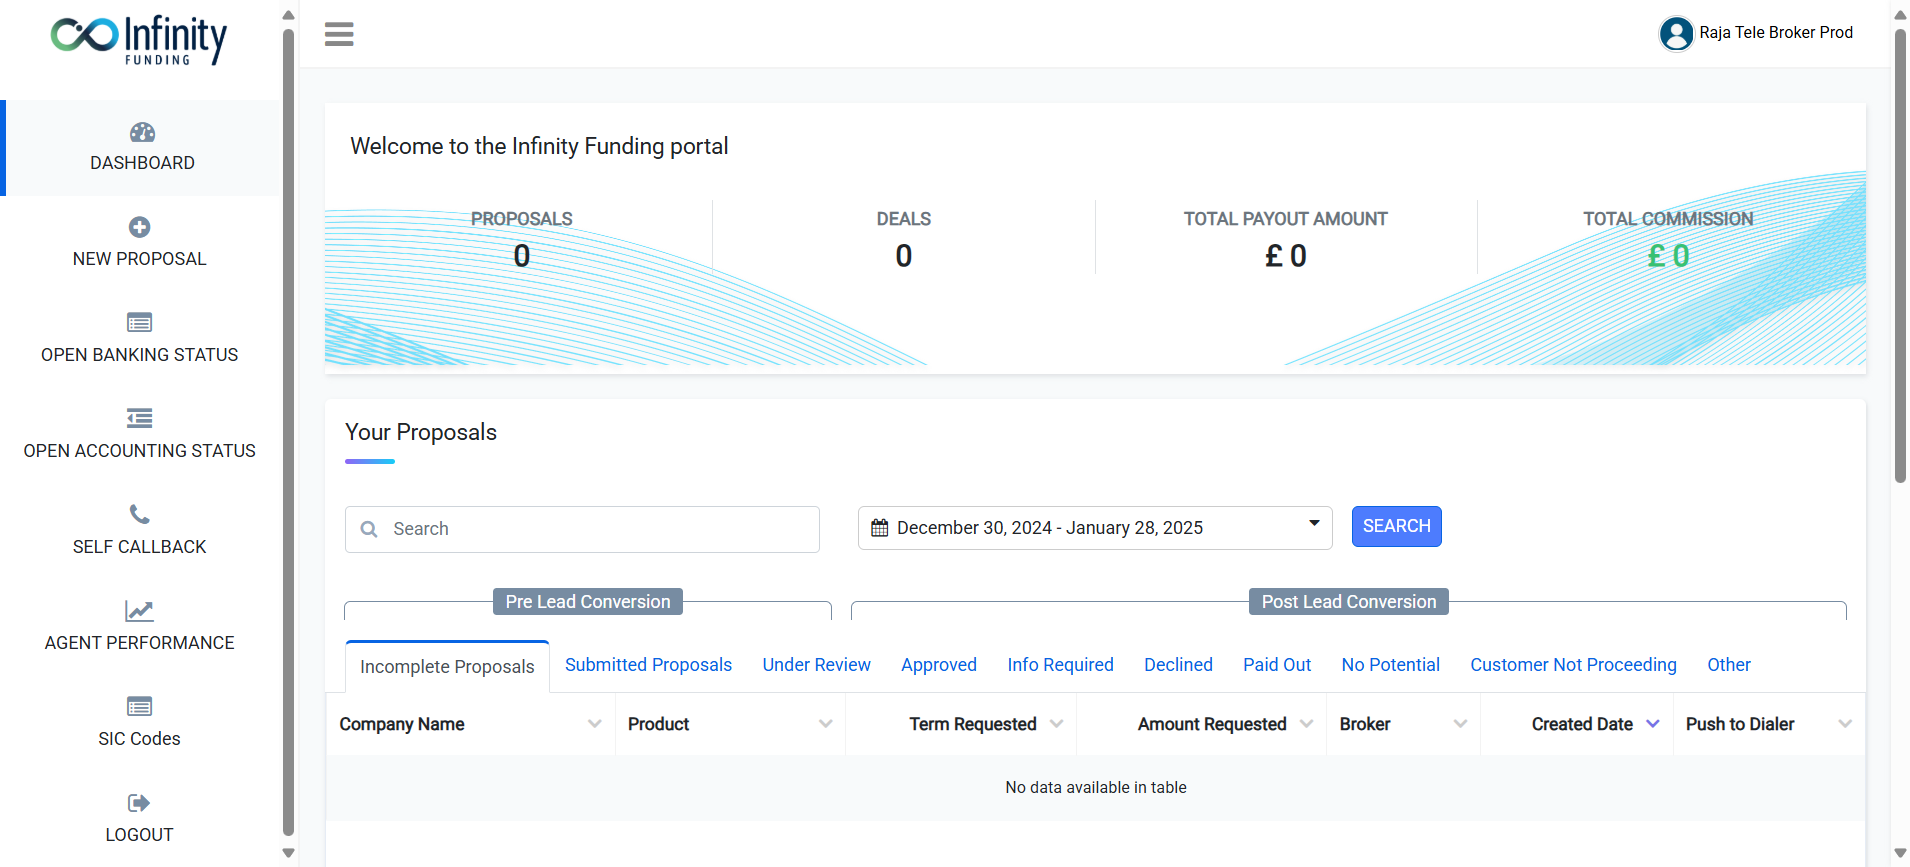 Infinity
FUNDING
DASHBOARD
NEW PROPOSAL
OPEN BANKING STATUS
OPEN ACCOUNTING STATUS
SELF CALLBACK
AGENT PERFORMANCE
SIC Codes
LOGOUT
Raja Tele Broker Prod
Welcome to the Infinity Funding portal
PROPOSALS DEALS TOTAL PAYOUT AMOUNT TOTAL COMMISSION
0 0 £ 0 £ 0
Your Proposals
Search December 30, 2024 - January 28, 2025 SEARCH
Pre Lead Conversion Post Lead Conversion
Incomplete Proposals Submitted Proposals Under Review Approved Info Required Declined Paid Out No Potential Customer Not Proceeding Other
Company Name Product Term Requested Amount Requested Broker Created Date Push to Dialer
No data available in table